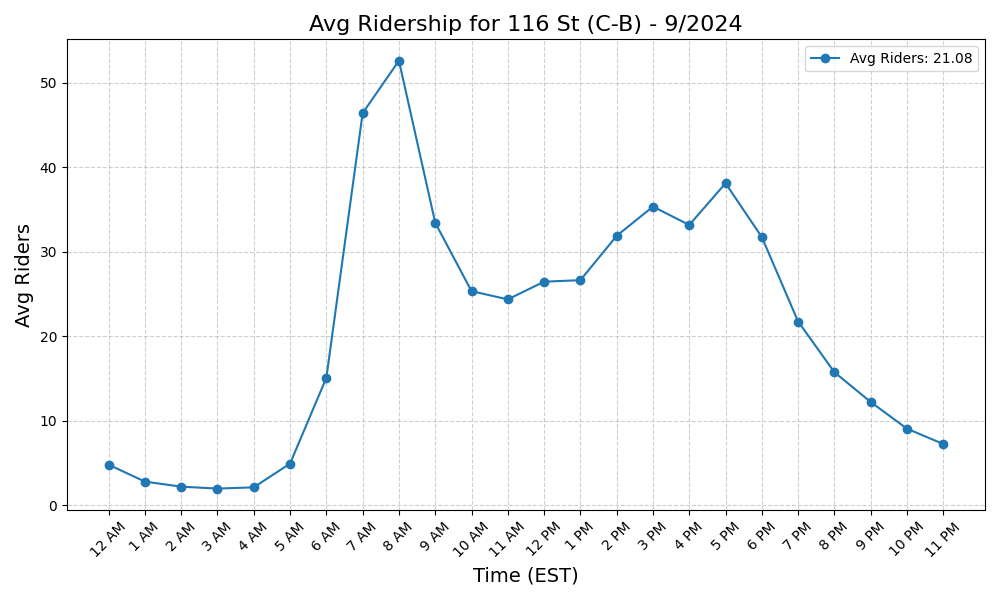 Avg Ridership for 116 St (C-B) - 9/2024
Avg Riders: 21.08
Avg Riders
50
40
30
20
10
0
12 AM
1 AM
2 AM
3 AM
4 AM
5 AM
6 AM
7 AM
8 AM
9 AM
10 AM
11 AM
12 PM
1 PM
2 PM
3 PM
4 PM
5 PM
6 PM
7 PM
8 PM
9 PM
10 PM
11 PM
Time (EST)